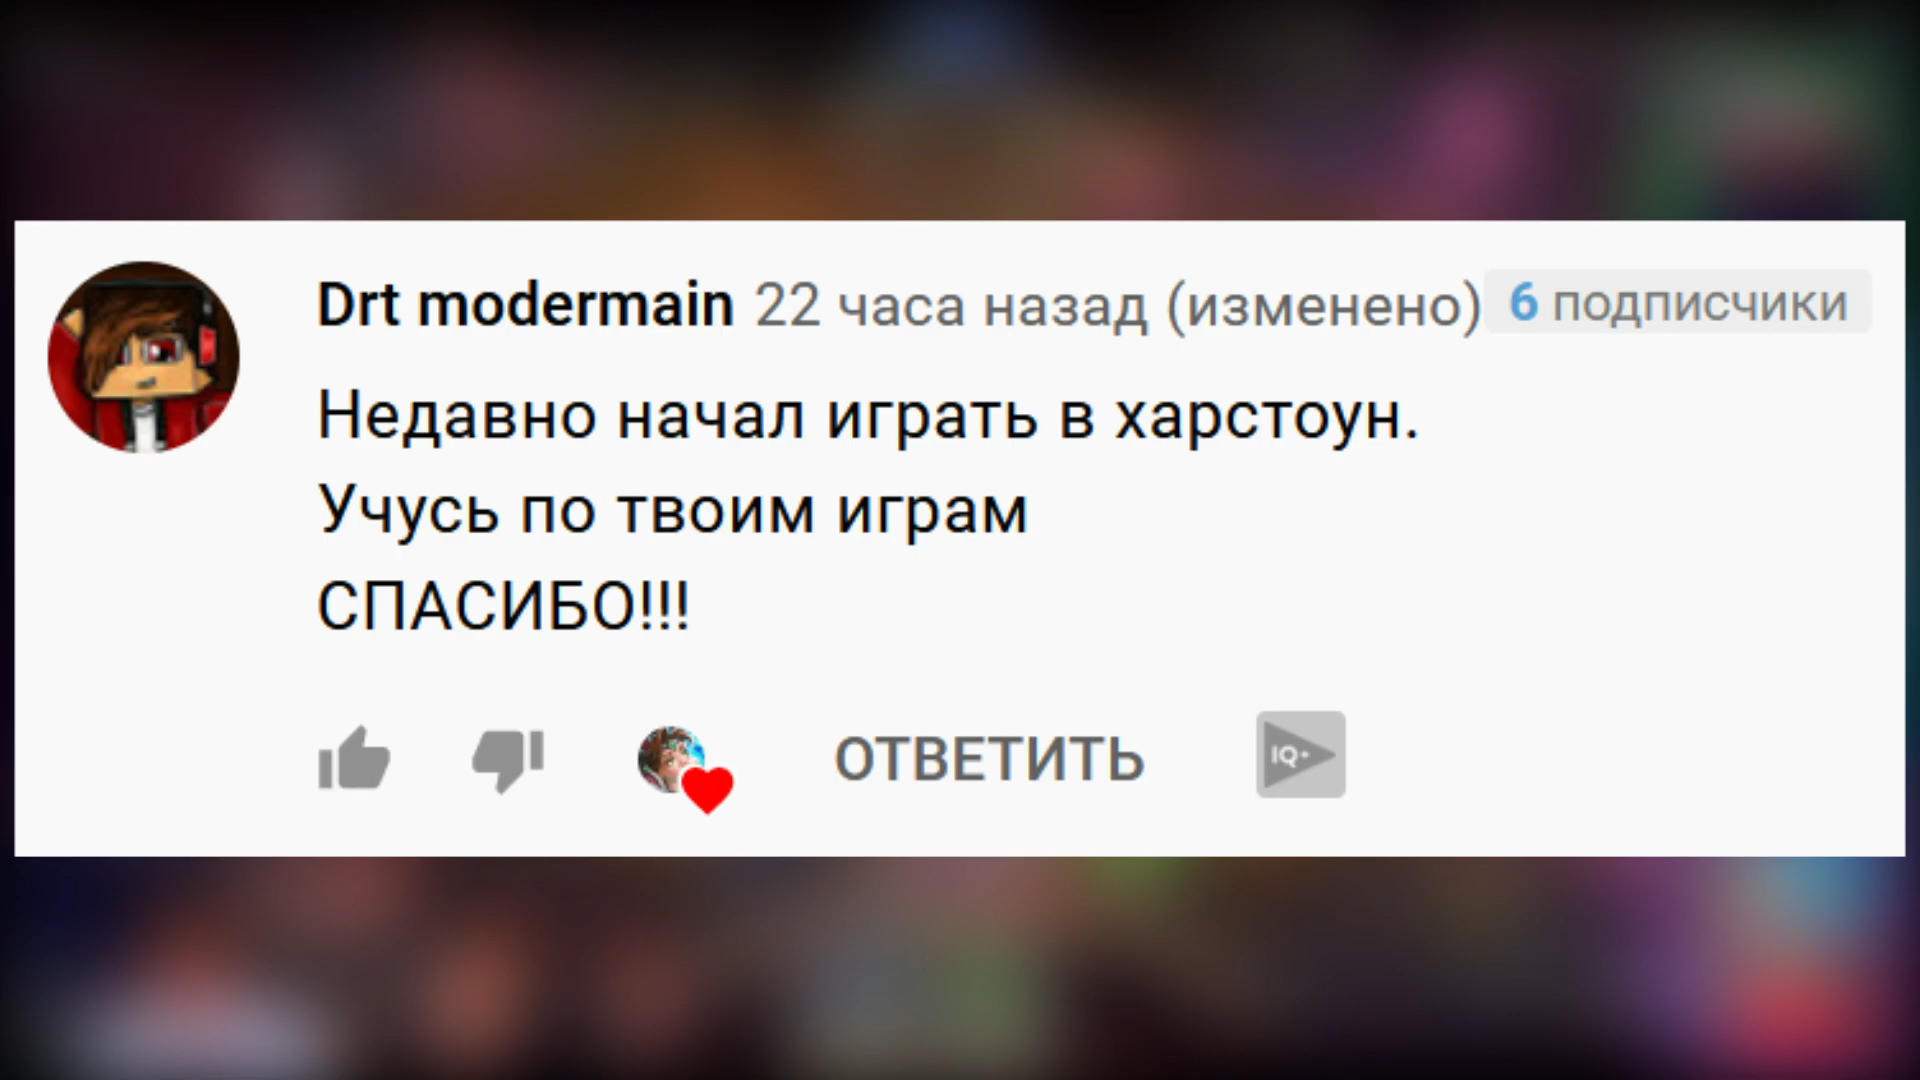 Drt modermain 22 часа назад (изменено) 6 подписчики
Недавно начал играть в харстоун.
Учусь по твоим играм
СПАСИБО!!!
ОТВЕТИТЬ IQ+